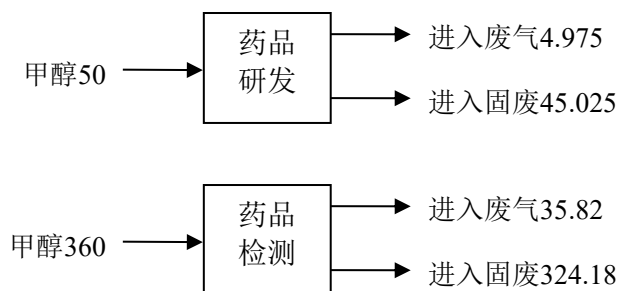 药品
研发
甲醇50
进入废气4.975
进入固废45.025
药品
检测
甲醇360
进入废气35.82
进入固废324.18